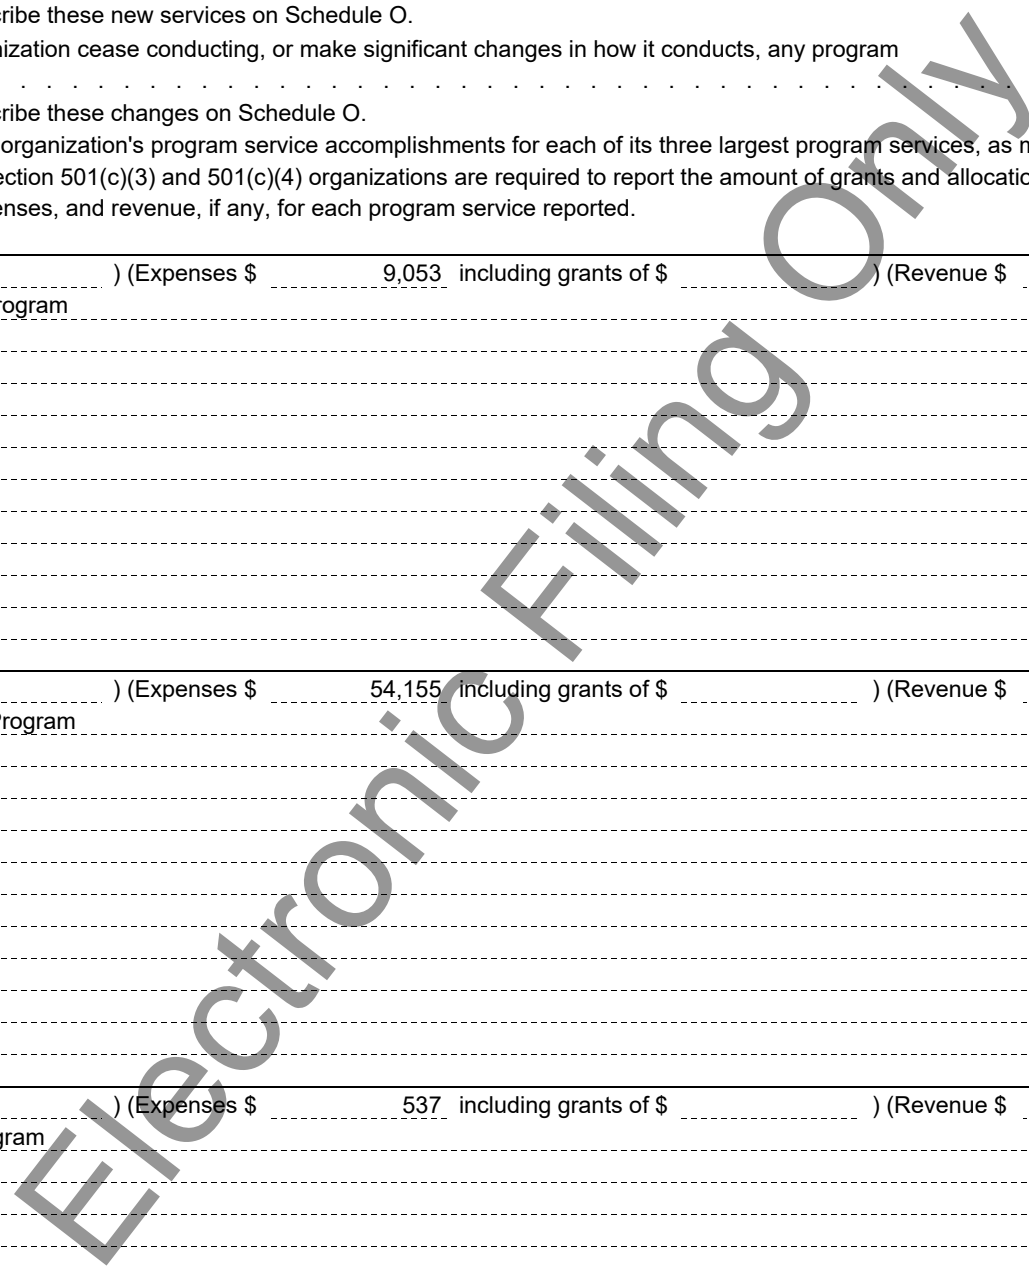 cribe these new services on Schedule O.
nization cease conducting, or make significant changes in how it conducts, any program
. . . . . . . . . . . . . . . . . . . . . . . . . . . . . . . . . . . . . . .
cribe these changes on Schedule O.
organization's program service accomplishments for each of its three largest program services, as m
ection 501(c)(3) and 501(c)(4) organizations are required to report the amount of grants and allocatio
enses, and revenue, if any, for each program service reported.
) (Expenses $ 9,053 including grants of $ ) (Revenue $
rogram
) (Expenses $ 54,155 including grants of $ ) (Revenue $
Program
) (Expenses $ 537 including grants of $ ) (Revenue $
gram
Electronic Filing Only